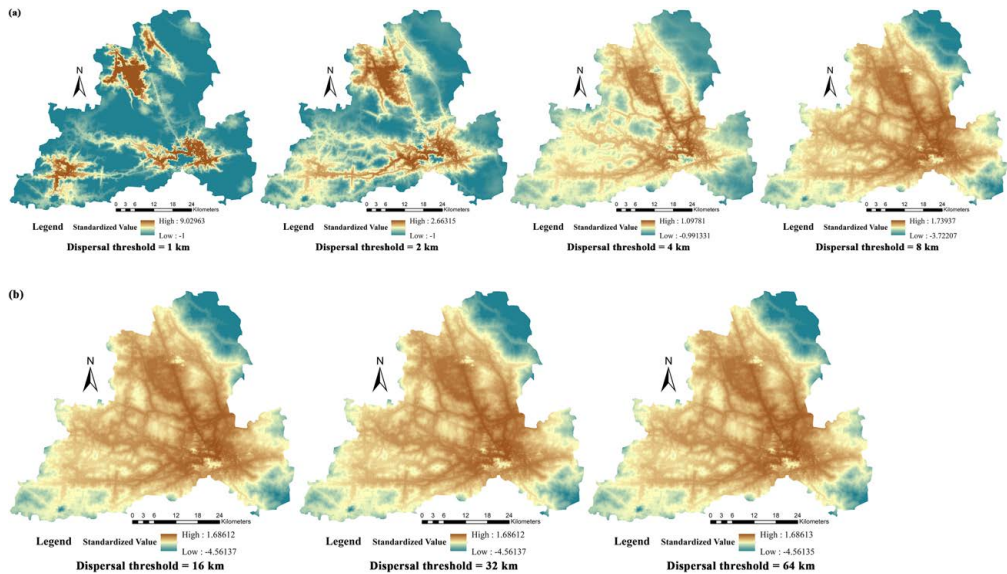 (a)
N
0 3 6 12 18 24
Kilometers
Legend Standardized Value High : 9.02963
Low : -1
Dispersal threshold = 1 km
N
0 3 6 12 18 24
Kilometers
Legend Standardized Value High : 2.66315
Low : -1
Dispersal threshold = 2 km
N
0 3 6 12 18 24
Kilometers
Legend Standardized Value High : 1.09781
Low : -0.991331
Dispersal threshold = 4 km
N
0 3 6 12 18 24
Kilometers
Legend Standardized Value High : 1.73937
Low : -3.72207
Dispersal threshold = 8 km
(b)
N
0 3 6 12 18 24
Kilometers
Legend Standardized Value High : 1.68612
Low : -4.56137
Dispersal threshold = 16 km
N
0 3 6 12 18 24
Kilometers
Legend Standardized Value High : 1.68612
Low : -4.56137
Dispersal threshold = 32 km
N
0 3 6 12 18 24
Kilometers
Legend Standardized Value High : 1.68613
Low : -4.56135
Dispersal threshold = 64 km